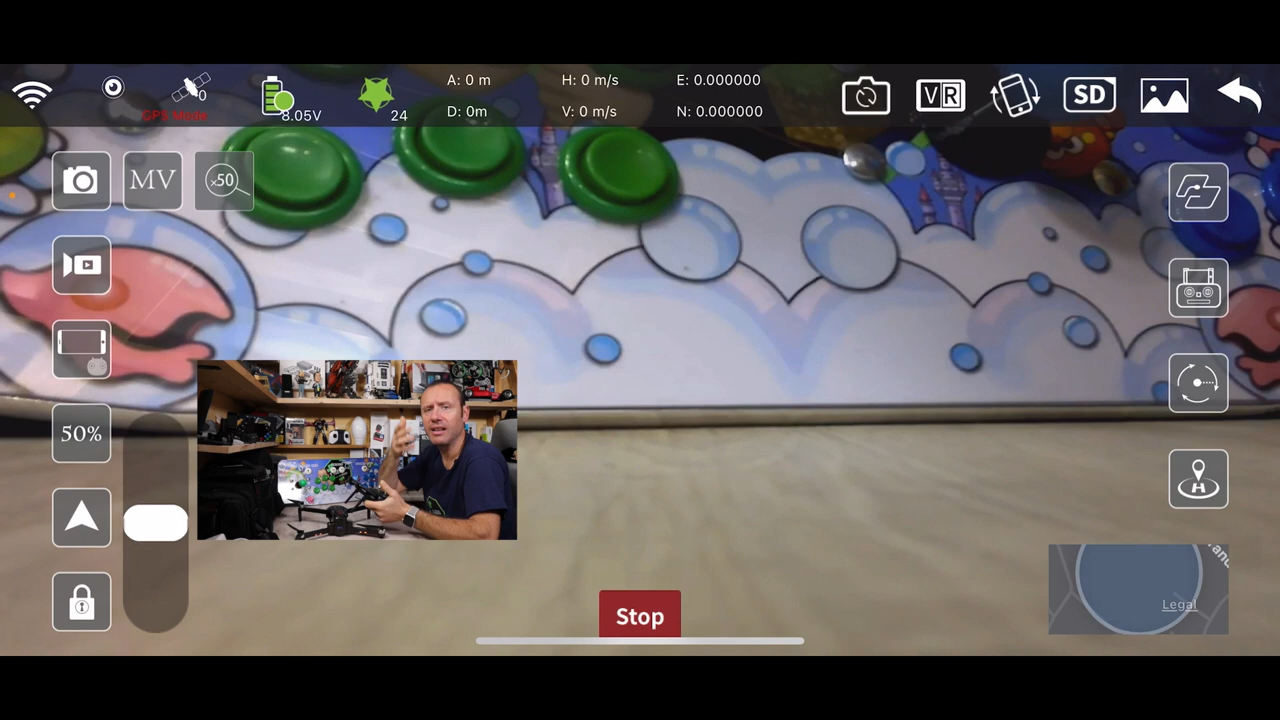 A: 0 m
H: 0 m/s
E: 0.000000
VR
SD
0
GPS Mode
8.05V
24
D: 0m
V: 0 m/s
N: 0.000000
MV
x50
50%
H
Legal
Stop